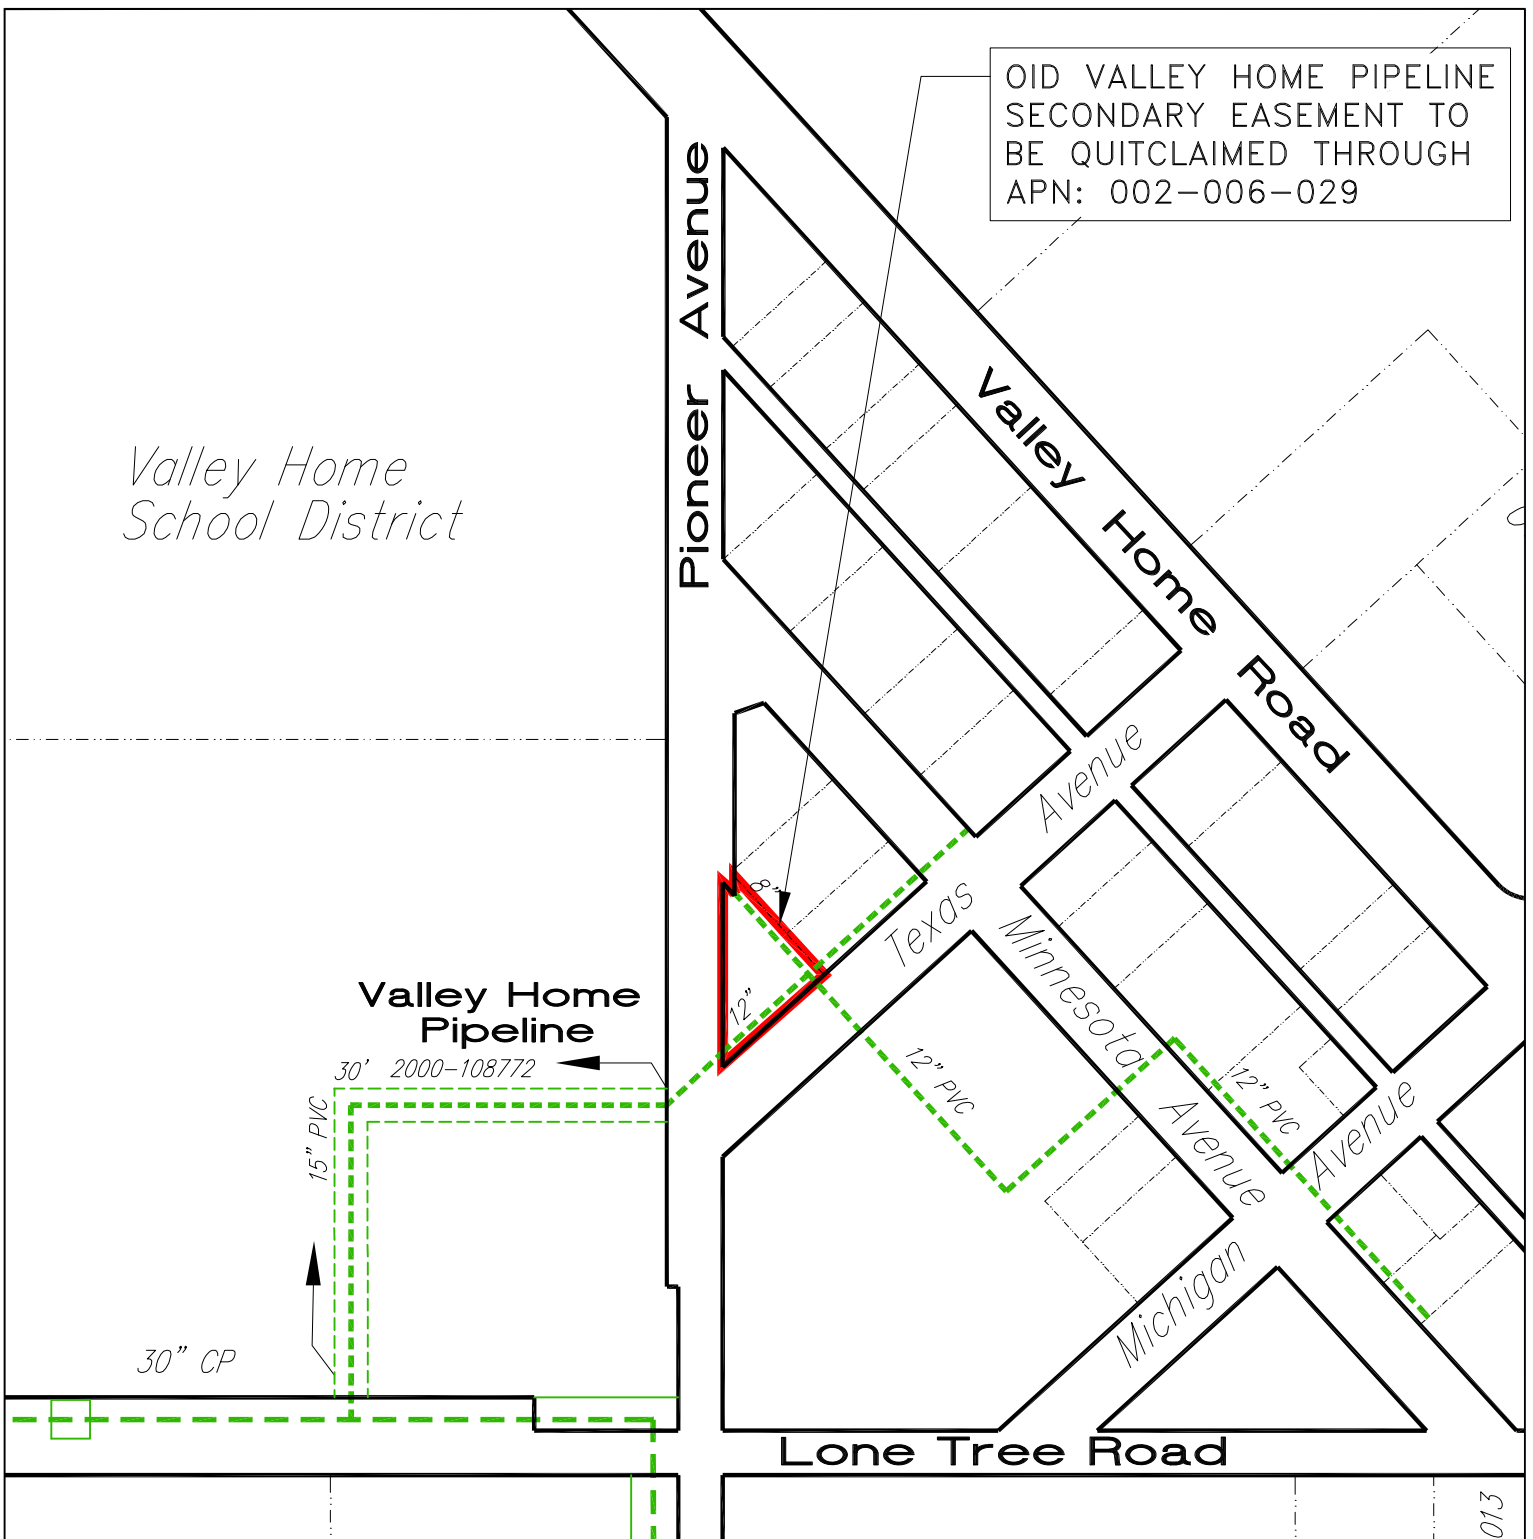 OID VALLEY HOME PIPELINE
SECONDARY EASEMENT TO
BE QUITCLAIMED THROUGH
APN: 002-006-029
Pioneer Avenue
Valley Home Road
Valley Home
School District
Texas Avenue
8"
12"
Minnesota Avenue
Valley Home
Pipeline
30' 2000-108772
15" PVC
12" PVC
12" PVC
Michigan Avenue
30" CP
Lone Tree Road
013